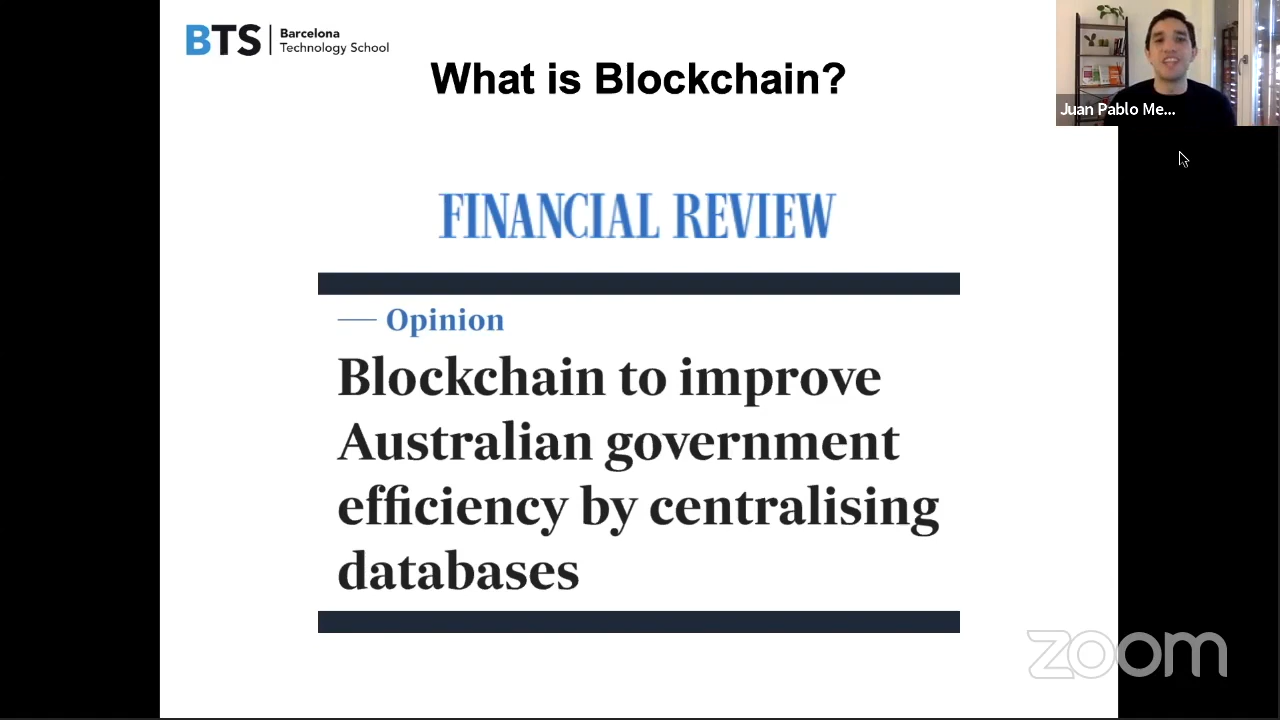 BTS
Barcelona
Technology School
What is Blockchain?
Juan Pablo Me...
FINANCIAL REVIEW
Opinion
Blockchain to improve
Australian government
efficiency by centralising
databases
zoom